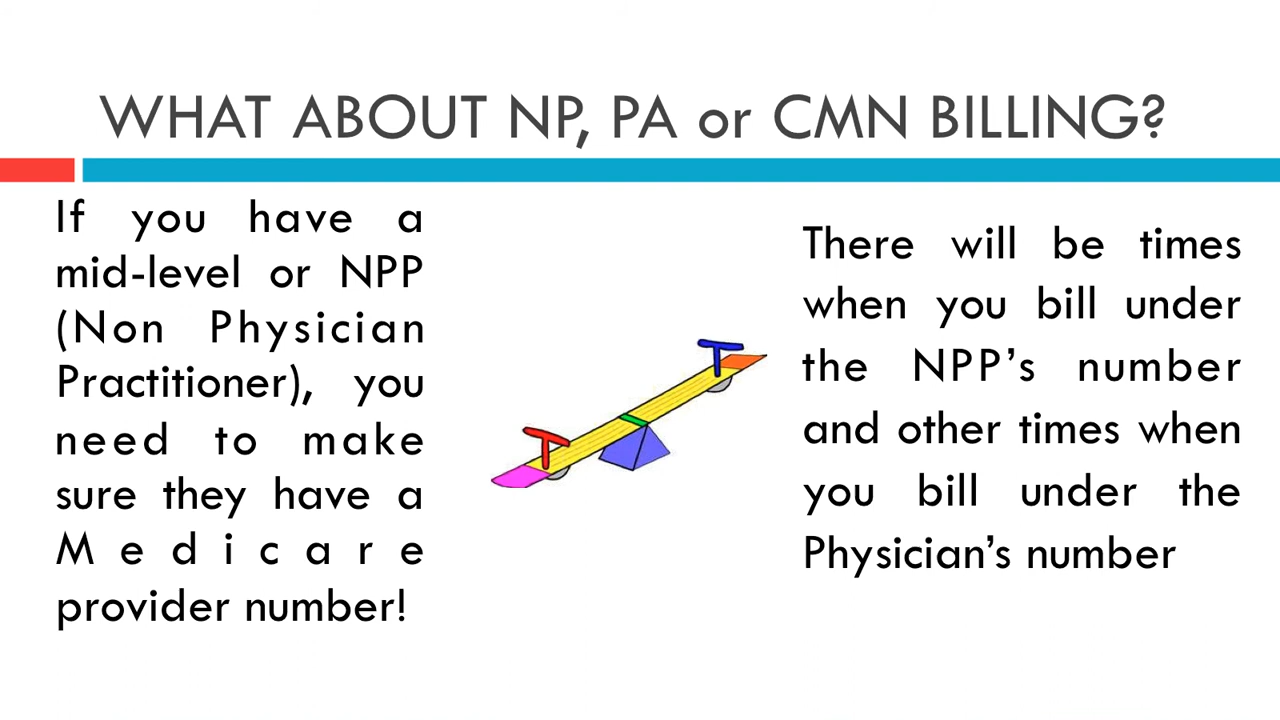 WHAT ABOUT NP, PA or CMN BILLING?
If you have a
mid-level or NPP
(Non Physician
Practitioner), you
need to make
sure they have a
Medicare
provider number!
There will be times
when you bill under
the NPP's number
and other times when
you bill under the
Physician's number